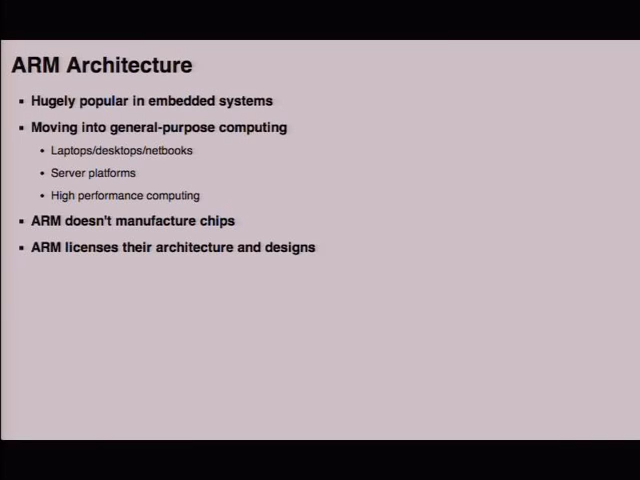 ARM Architecture
Hugely popular in embedded systems
Moving into general-purpose computing
Laptops/desktops/netbooks
Server platforms
High performance computing
ARM doesn't manufacture chips
ARM licenses their architecture and designs